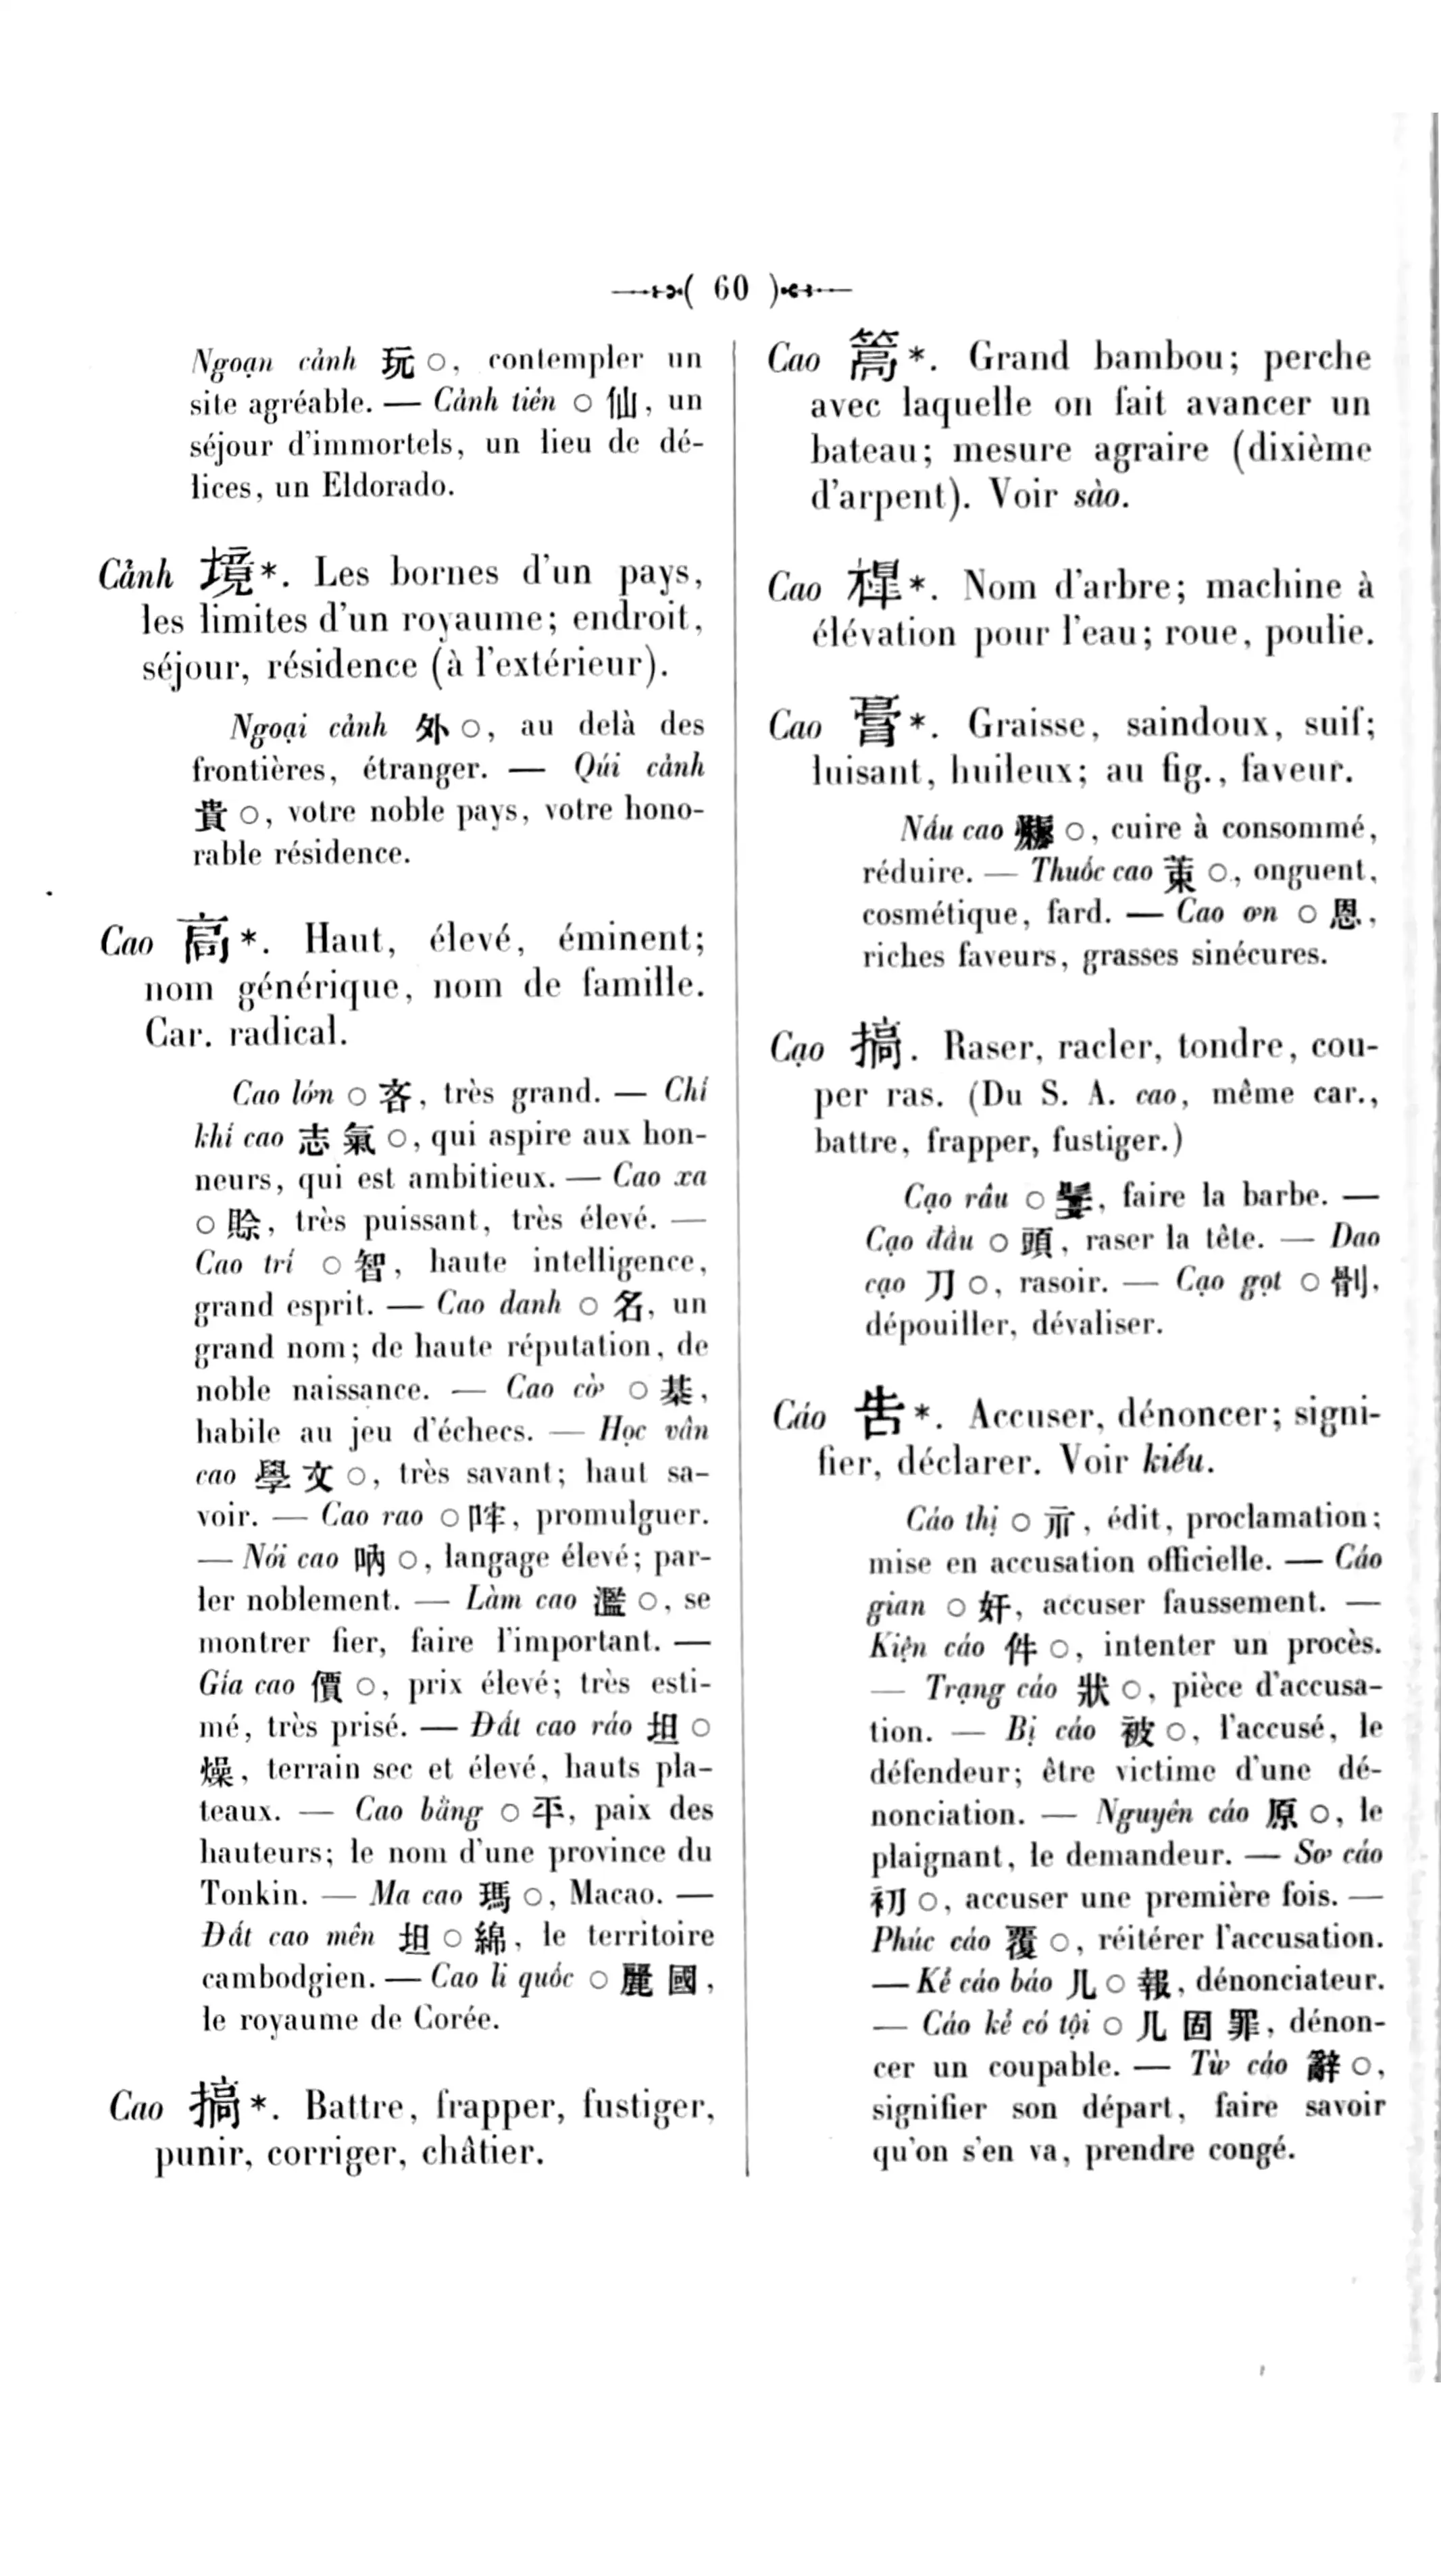 ( 60 )
Ngoạn cảnh 玩 ○, contempler un
site agréable. — Cảnh tiên ○ 仙, un
séjour d'immortels, un lieu de dé-
lices, un Eldorado.
Cảnh 境*. Les bornes d'un pays,
les limites d'un royaume; endroit,
séjour, résidence (à l'extérieur).
Ngoại cảnh 外 ○, au delà des
frontières, étranger. — Qúi cảnh
貴 ○, votre noble pays, votre hono-
rable résidence.
Cao 高*. Haut, élevé, éminent;
nom générique, nom de famille.
Car. radical.
Cao lớn ○ 吝, très grand. — Chí
khí cao 志 氣 ○, qui aspire aux hon-
neurs, qui est ambitieux. — Cao xa
○ 賒, très puissant, très élevé. —
Cao trí ○ 智, haute intelligence,
grand esprit. — Cao danh ○ 名, un
grand nom; de haute réputation, de
noble naissance. — Cao cờ ○ 棊,
habile au jeu d'échecs. — Học vân
cao 學 文 ○, très savant; haut sa-
voir. — Cao rao ○ 哰, promulguer.
— Nói cao 吶 ○, langage élevé; par-
ler noblement. — Làm cao 濫 ○, se
montrer fier, faire l'important. —
Gía cao 價 ○, prix élevé; très esti-
mé, très prisé. — Đất cao ráo 坦 ○
燥, terrain sec et élevé, hauts pla-
teaux. — Cao bằng ○ 平, paix des
hauteurs; le nom d'une province du
Tonkin. — Ma cao 瑪 ○, Macao. —
Đất cao mên 坦 ○ 綿, le territoire
cambodgien. — Cao li quốc ○ 麗 國,
le royaume de Corée.
Cao 搞*. Battre, frapper, fustiger,
punir, corriger, châtier.
Cao 篙*. Grand bambou; perche
avec laquelle on fait avancer un
bateau; mesure agraire (dixième
d'arpent). Voir sào.
Cao 槹*. Nom d'arbre; machine à
élévation pour l'eau; roue, poulie.
Cao 膏*. Graisse, saindoux, suif;
luisant, huileux; au fig., faveur.
Nấu cao ○, cuire à consommé,
réduire. — Thuốc cao 葉 ○, onguent,
cosmétique, fard. — Cao ơn ○ 恩,
riches faveurs, grasses sinécures.
Cạo 搞. Raser, racler, tondre, cou-
per ras. (Du S. A. cao, même car.,
battre, frapper, fustiger.)
Cạo râu ○, faire la barbe. —
Cạo đầu ○ 頭, raser la tête. — Dao
cạo 刀 ○, rasoir. — Cạo gọt ○,
dépouiller, dévaliser.
Cáo 告*. Accuser, dénoncer; signi-
fier, déclarer. Voir kiếu.
Cáo thị ○ 示, édit, proclamation;
mise en accusation officielle. — Cáo
gian ○ 奸, accuser faussement. —
Kiện cáo 件 ○, intenter un procès.
— Trạng cáo 狀 ○, pièce d'accusa-
tion. — Bị cáo 被 ○, l'accusé, le
défendeur; être victime d'une dé-
nonciation. — Nguyên cáo 原 ○, le
plaignant, le demandeur. — Sơ cáo
初 ○, accuser une première fois. —
Phúc cáo 覆 ○, réitérer l'accusation.
— Kẻ cáo báo 儿 ○ 報, dénonciateur.
— Cáo kẻ có tội ○ 儿 固 罪, dénon-
cer un coupable. — Từ cáo 辭 ○,
signifier son départ, faire savoir
qu'on s'en va, prendre congé.